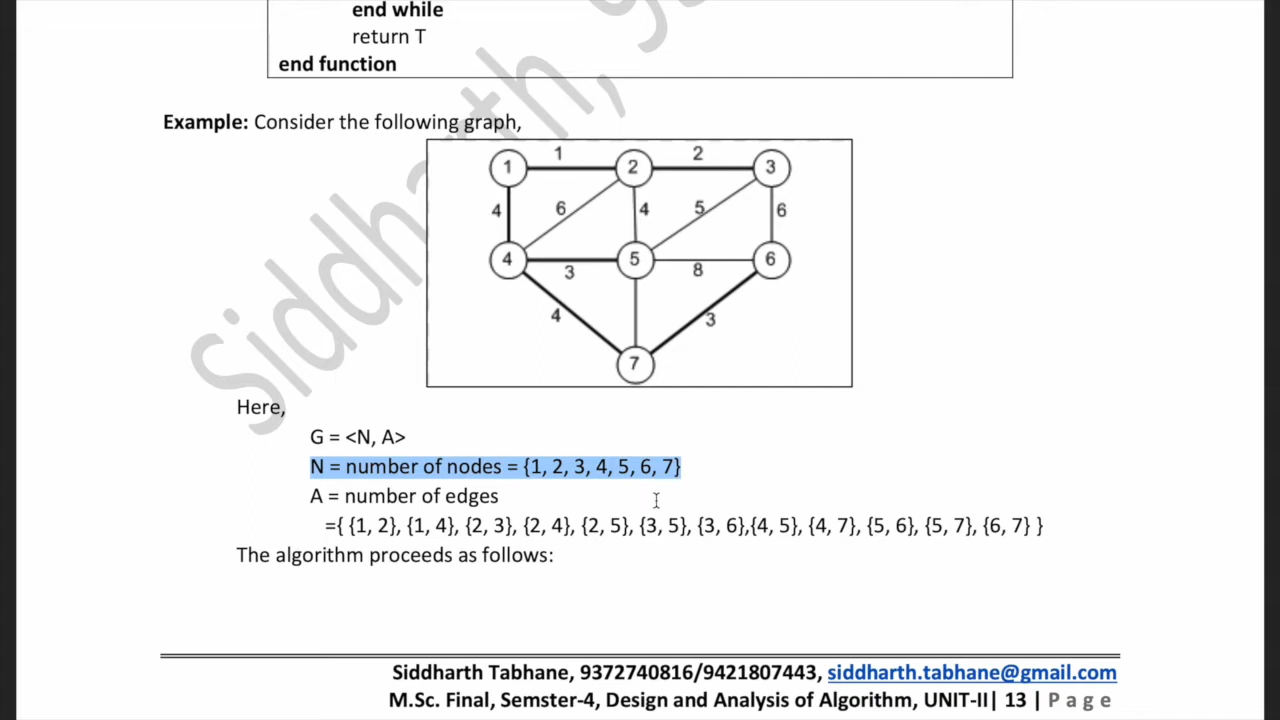 end while
return T
end function
Example: Consider the following graph,
1 1 2 2 3
4 6 4 5 6
4 3 5 8 6
4 3
7
Here,
G = <N, A>
N = number of nodes = {1, 2, 3, 4, 5, 6, 7}
A = number of edges
={ {1, 2}, {1, 4}, {2, 3}, {2, 4}, {2, 5}, {3, 5}, {3, 6},{4, 5}, {4, 7}, {5, 6}, {5, 7}, {6, 7} }
The algorithm proceeds as follows:
Siddharth Tabhane, 9372740816/9421807443, siddharth.tabhane@gmail.com
M.Sc. Final, Semster-4, Design and Analysis of Algorithm, UNIT-II| 13 | Page
Siddharth,